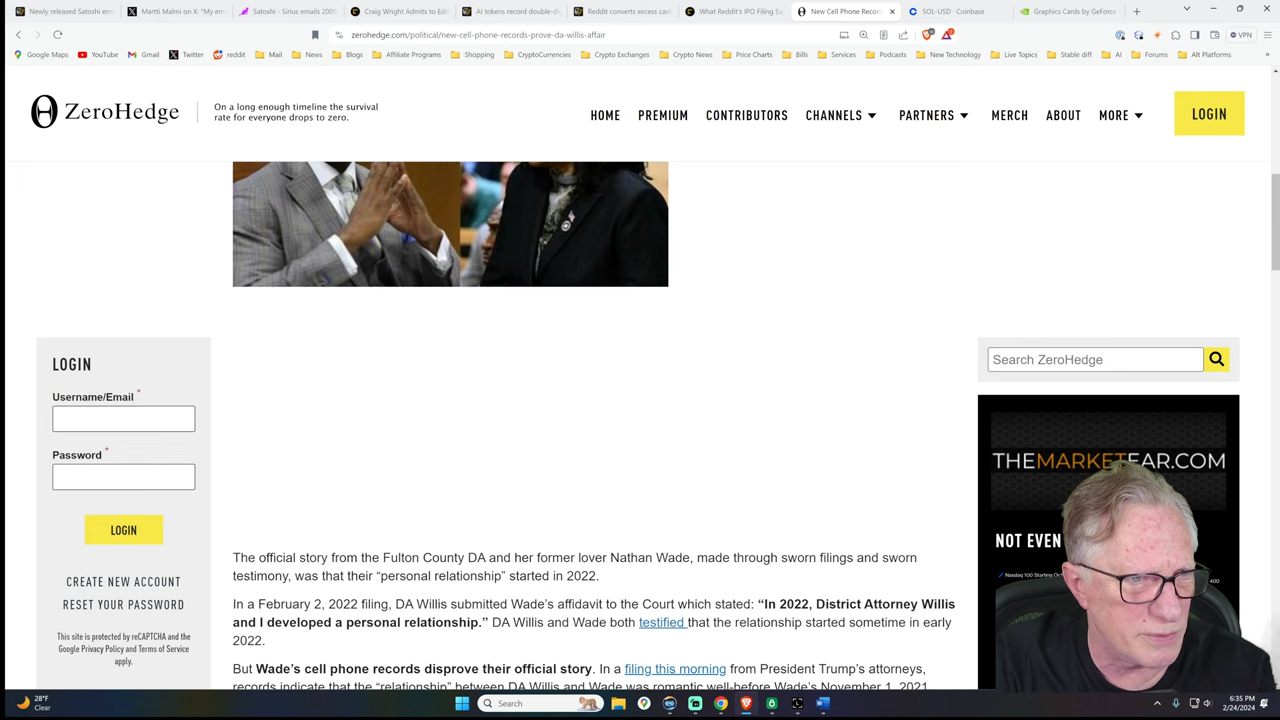 Newly released Satoshi ema
Martti Malmi on X: "My em
Satoshi - Sirius emails 2009
Craig Wright Admits to Edi
AI tokens record double-di
Reddit converts excess cash
What Reddit's IPO Filing Sa
New Cell Phone Record
SOL-USD - Coinbase
Graphics Cards by GeForce
zerohedge.com/political/new-cell-phone-records-prove-da-willis-affair
VPN
Google Maps
YouTube
Gmail
Twitter
reddit
Mail
News
Blogs
Affiliate Programs
Shopping
CryptoCurrencies
Crypto Exchanges
Crypto News
Price Charts
Bills
Services
Podcasts
New Technology
Live Topics
Stable diff
AI
Forums
Alt Platforms
ZeroHedge
On a long enough timeline the survival
rate for everyone drops to zero.
HOME
PREMIUM
CONTRIBUTORS
CHANNELS
PARTNERS
MERCH
ABOUT
MORE
LOGIN
LOGIN
Username/Email *
Password *
LOGIN
CREATE NEW ACCOUNT
RESET YOUR PASSWORD
This site is protected by reCAPTCHA and the
Google Privacy Policy and Terms of Service
apply.
The official story from the Fulton County DA and her former lover Nathan Wade, made through sworn filings and sworn
testimony, was that their “personal relationship” started in 2022.
In a February 2, 2022 filing, DA Willis submitted Wade’s affidavit to the Court which stated: “In 2022, District Attorney Willis
and I developed a personal relationship.” DA Willis and Wade both testified that the relationship started sometime in early
2022.
But Wade’s cell phone records disprove their official story. In a filing this morning from President Trump’s attorneys,
records indicate that the “relationship” between DA Willis and Wade was romantic well-before Wade’s November 1, 2021
Search ZeroHedge
THEMARKETEAR.COM
NOT EVEN
Nasdaq 100 Starting Oct
400
28°F
Clear
Search
6:35 PM
2/24/2024